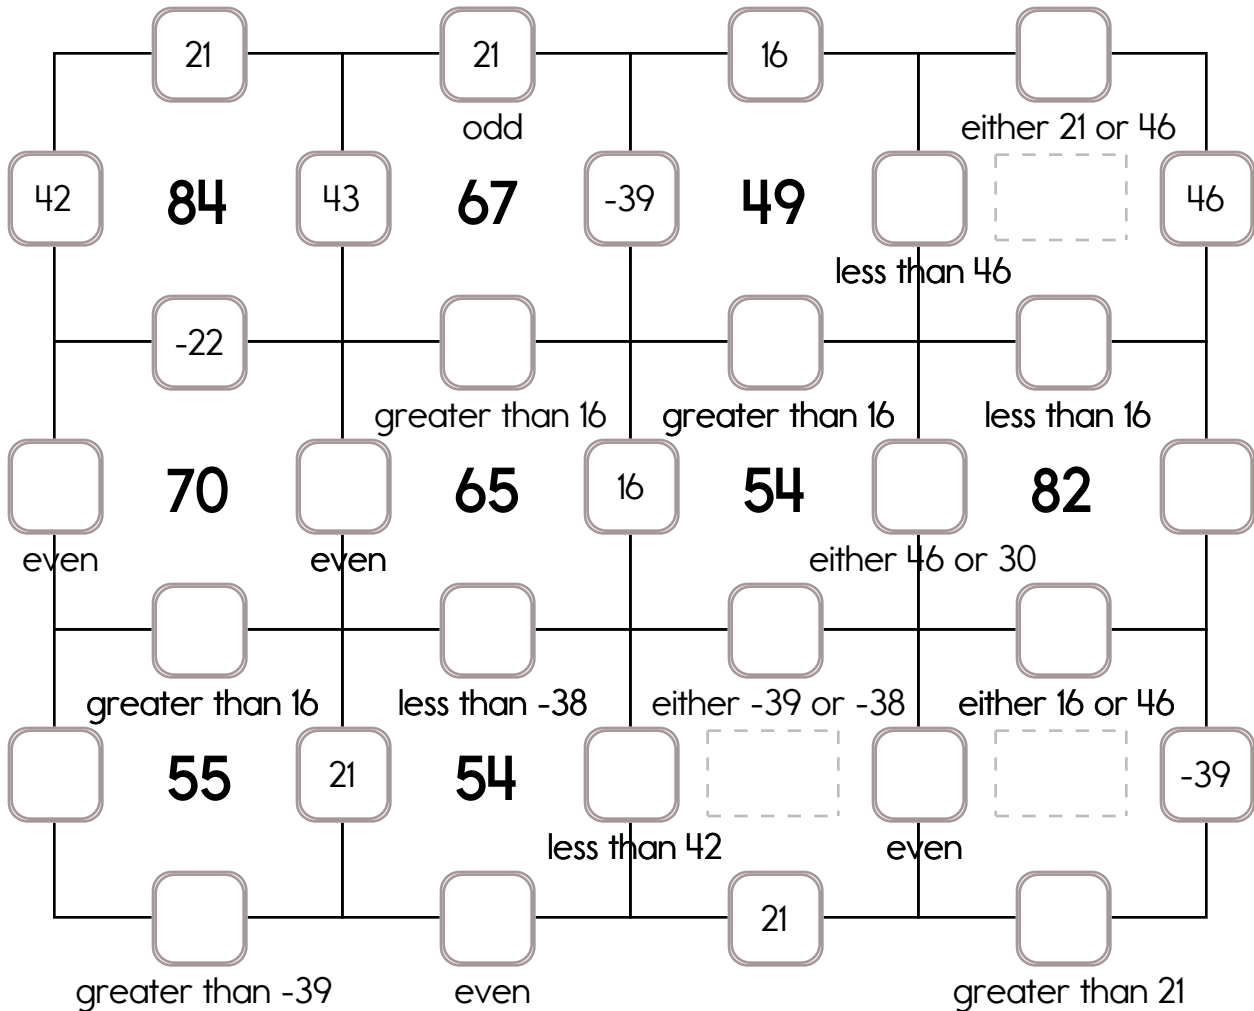 21 21 16
odd either 21 or 46
42 84 43 67 -39 49 46
less than 46
-22
greater than 16 greater than 16 less than 16
70 65 16 54 82
even even either 46 or 30
greater than 16 less than -38 either -39 or -38 either 16 or 46
55 21 54 -39
less than 42 even
21
greater than -39 even greater than 21